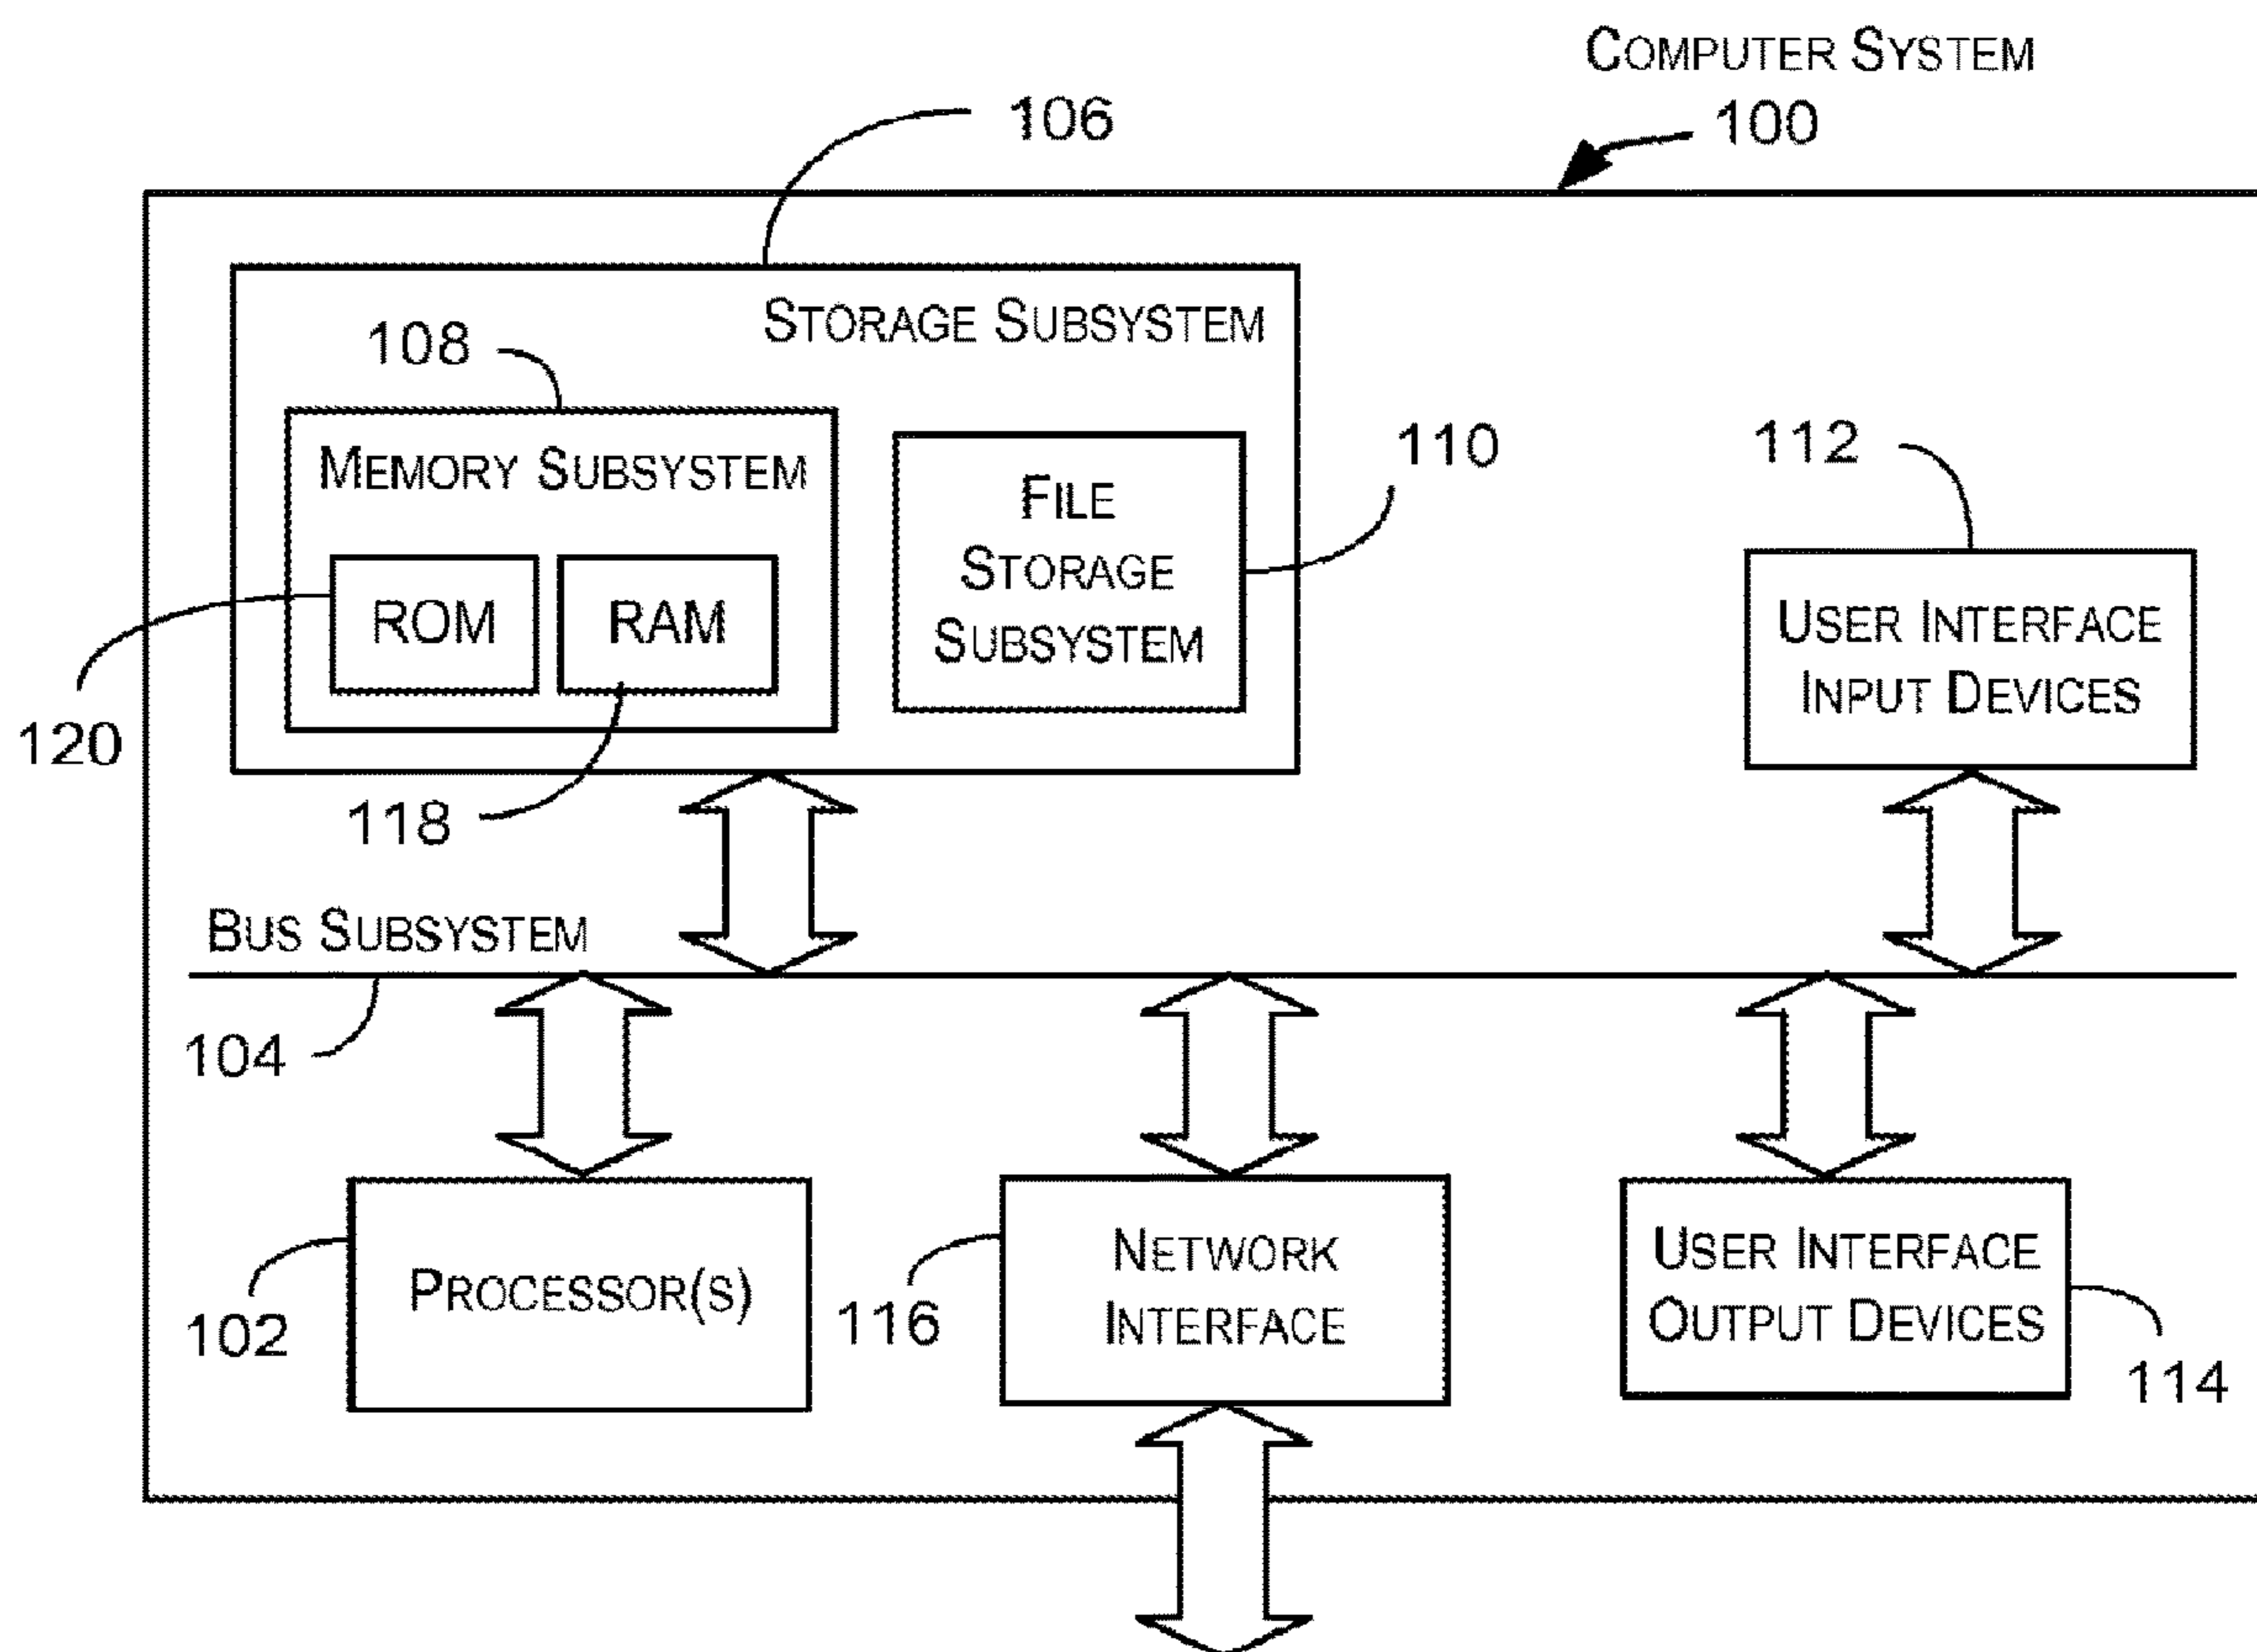 COMPUTER SYSTEM
100
106
STORAGE SUBSYSTEM
108
MEMORY SUBSYSTEM
ROM
RAM
FILE
STORAGE
SUBSYSTEM
110
112
USER INTERFACE
INPUT DEVICES
120
118
BUS SUBSYSTEM
104
PROCESSOR(S)
102
NETWORK
INTERFACE
116
USER INTERFACE
OUTPUT DEVICES
114